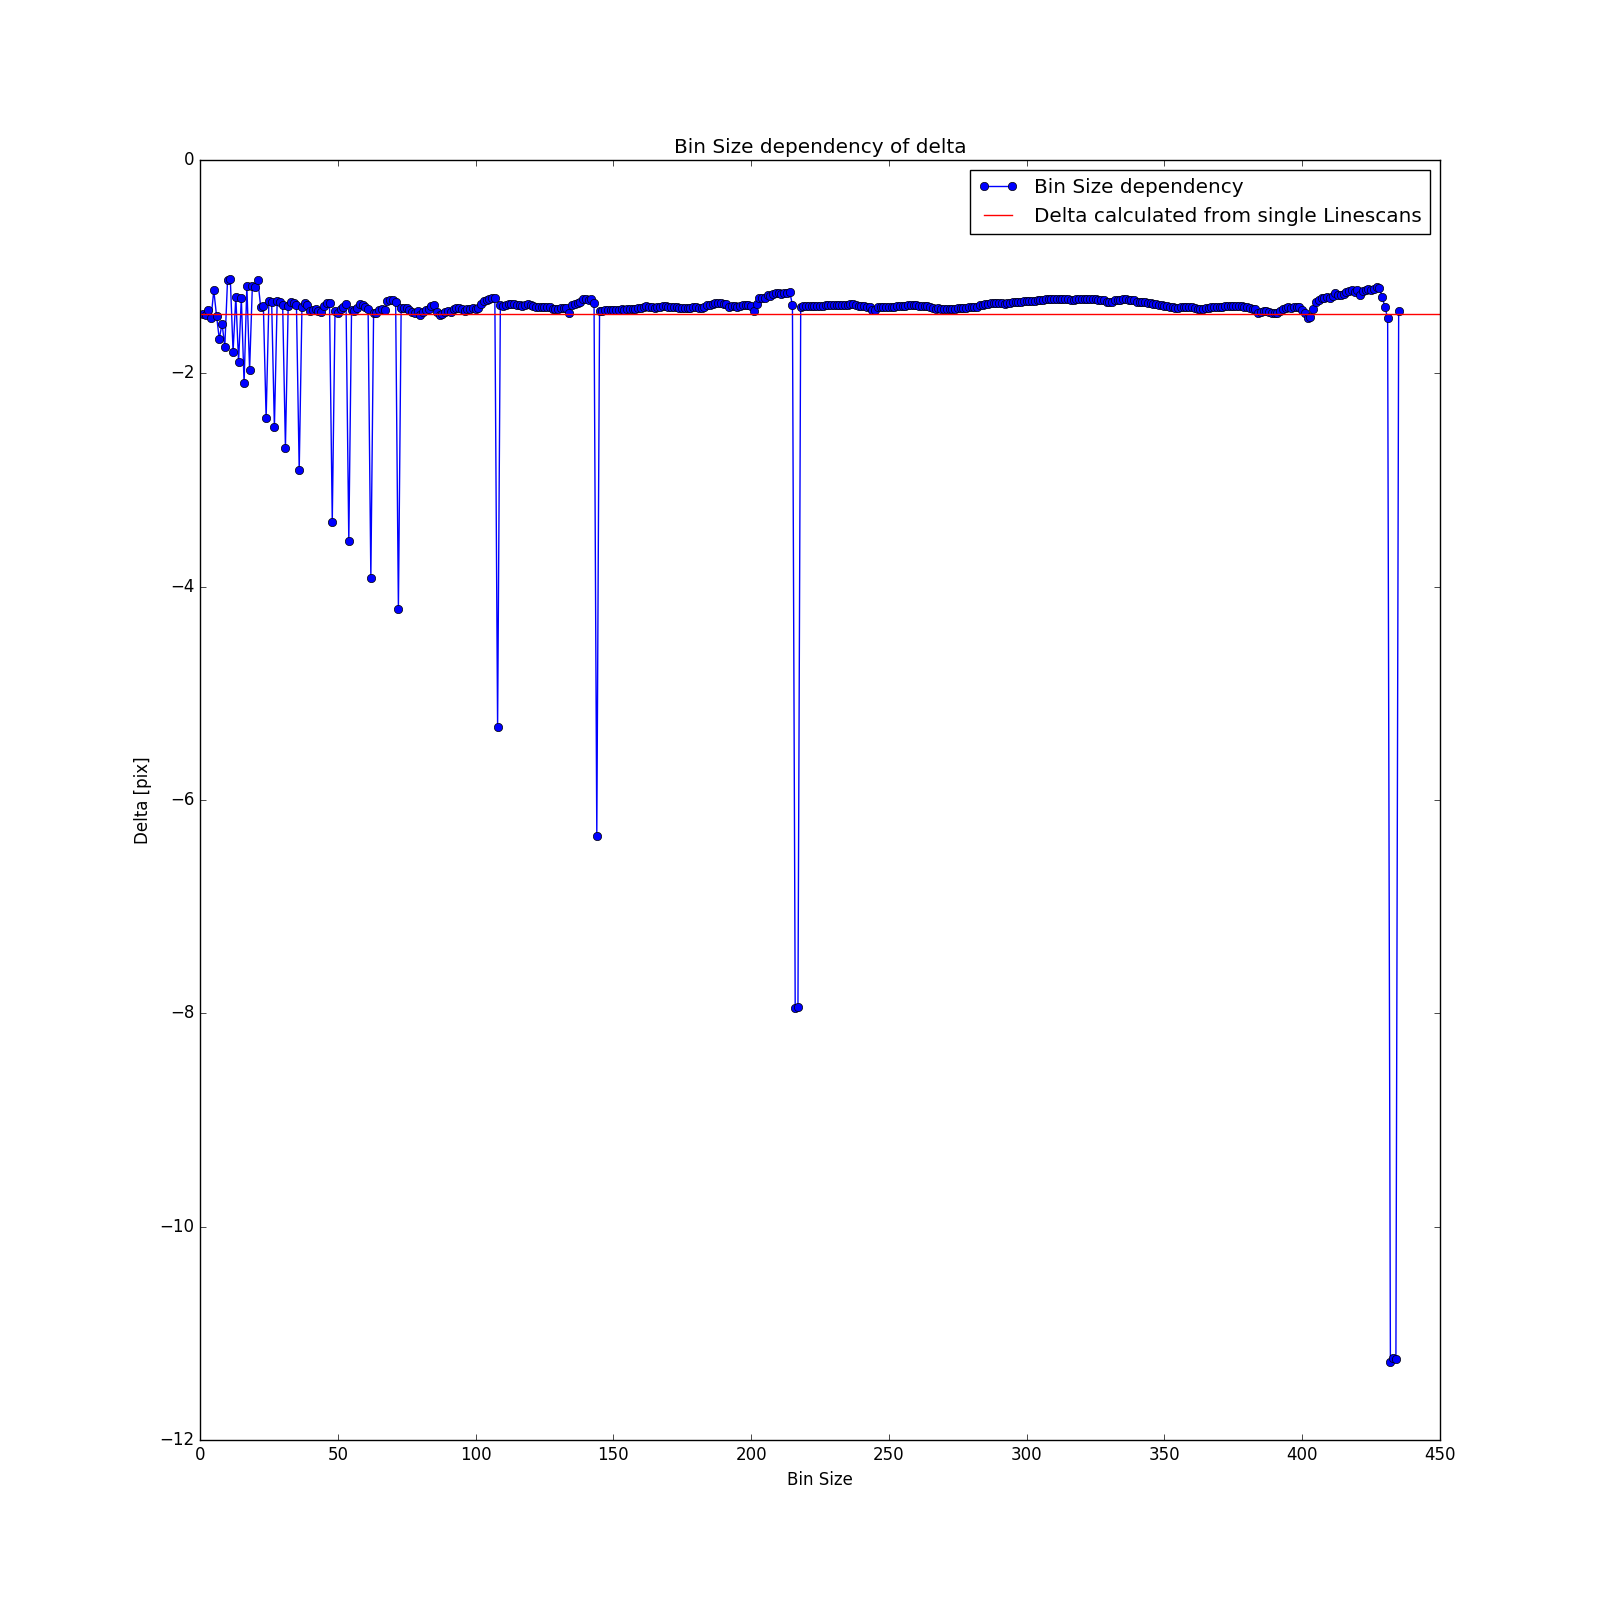 Bin Size dependency of delta
Bin Size dependency
Delta calculated from single Linescans
0
−2
−4
−6
−8
−10
−12
Delta [pix]
0 50 100 150 200 250 300 350 400 450
Bin Size